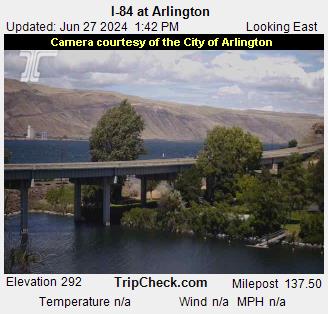 I-84 at Arlington
Updated: Jun 27 2024 1:42 PM Looking East
Camera courtesy of the City of Arlington
Elevation 292 TripCheck.com Milepost 137.50
Temperature n/a Wind n/a MPH n/a